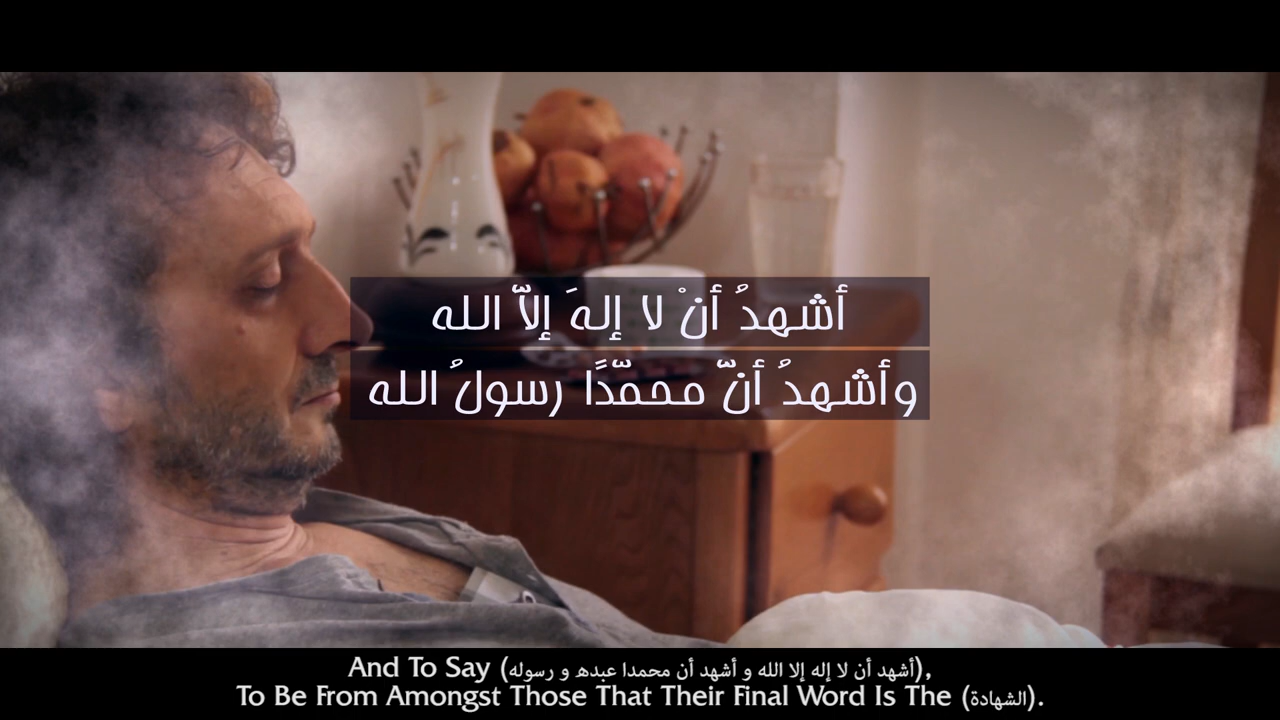 أشهدُ أنْ لا إلهَ إلاّ الله
وأشهدُ أنّ محمّدًا رسولُ الله
And To Say (أشهد أن لا إله إلا الله و أشهد أن محمدا عبده و رسوله),
To Be From Amongst Those That Their Final Word Is The (الشهادة).